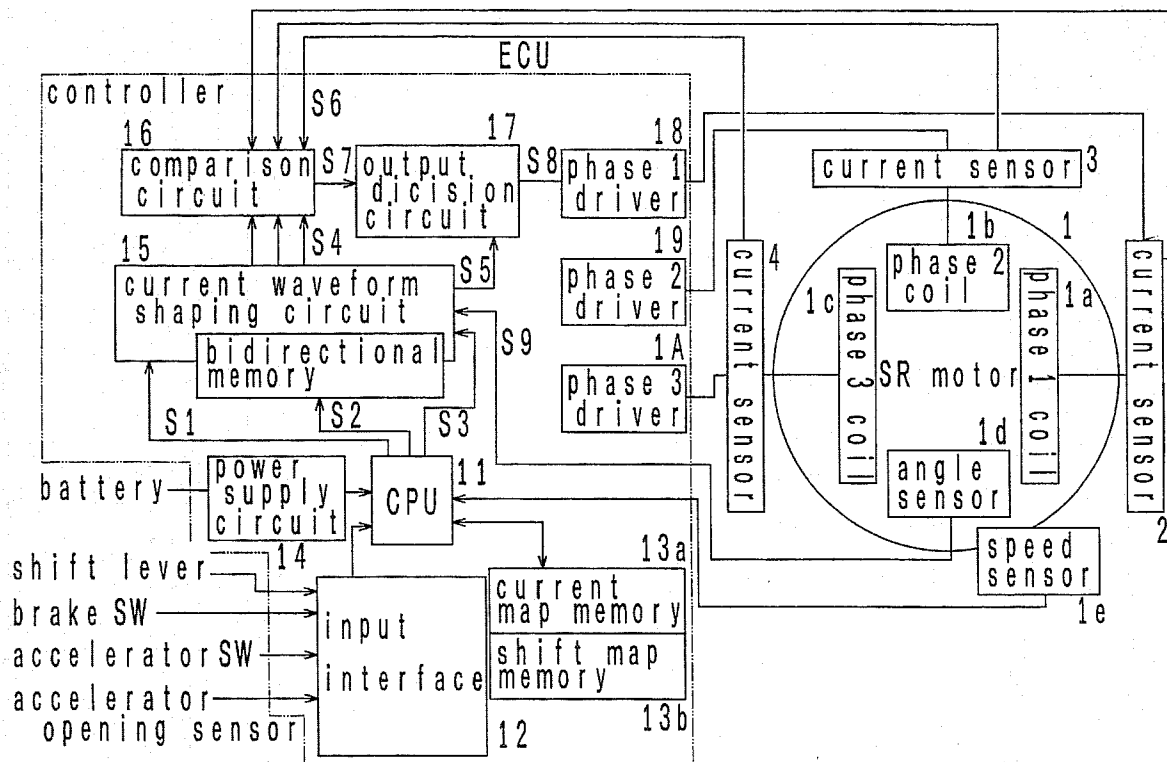 ECU
controller
S6
16
comparison
circuit
S7
17
output
dicision
circuit
S8
18
phase 1
driver
current sensor
3
15
S4
S5
current waveform
shaping circuit
bidirectional
memory
S9
19
phase 2
driver
1A
phase 3
driver
4
current sensor
1b
phase 2
coil
1
1c
phase 3 coil
1a
phase 1 coil
SR motor
1d
angle
sensor
current sensor
2
speed
sensor
1e
S1
S2
S3
battery
power
supply
circuit
14
11
CPU
shift lever
brake SW
accelerator SW
accelerator
opening sensor
input
interface
12
13a
current
map memory
shift map
memory
13b